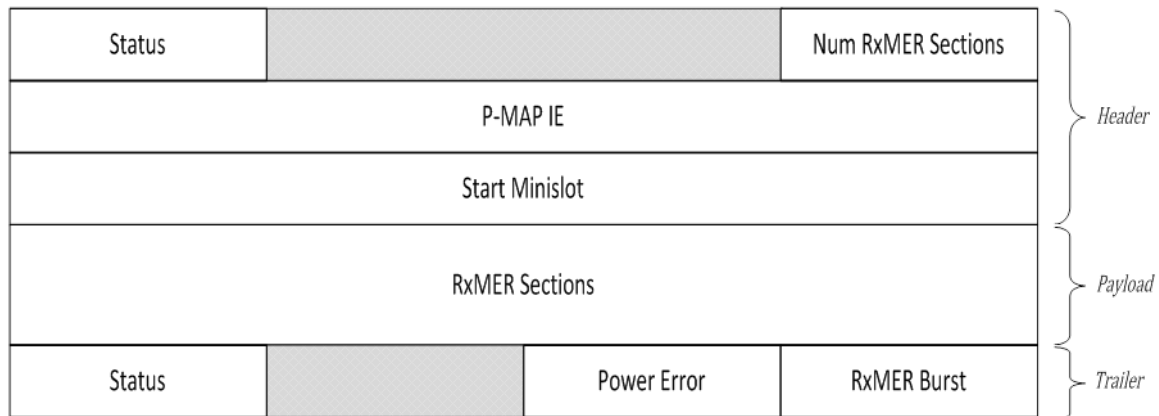 Status
Num RxMER Sections
P-MAP IE
Header
Start Minislot
RxMER Sections
Payload
Status
Power Error
RxMER Burst
Trailer